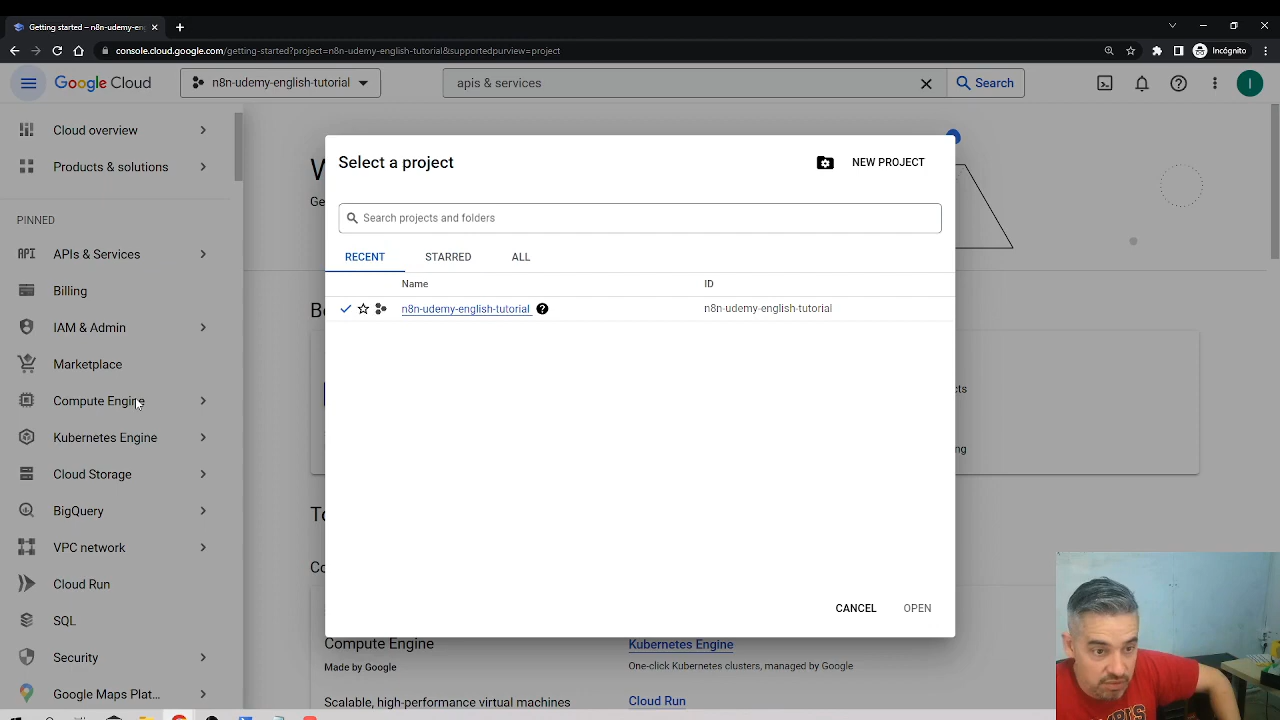 Getting started – n8n-udemy-en
console.cloud.google.com/getting-started?project=n8n-udemy-english-tutorial&supportedpurview=project
Incógnito
Google Cloud
n8n-udemy-english-tutorial
apis & services
Search
I
Cloud overview
Products & solutions
PINNED
API
APIs & Services
Billing
IAM & Admin
Marketplace
Compute Engine
Kubernetes Engine
Cloud Storage
BigQuery
VPC network
Cloud Run
SQL
Security
Google Maps Plat...
Select a project
NEW PROJECT
Search projects and folders
RECENT
STARRED
ALL
Name
ID
n8n-udemy-english-tutorial
n8n-udemy-english-tutorial
CANCEL
OPEN
Compute Engine
Made by Google
Scalable, high-performance virtual machines
Kubernetes Engine
One-click Kubernetes clusters, managed by Google
Cloud Run